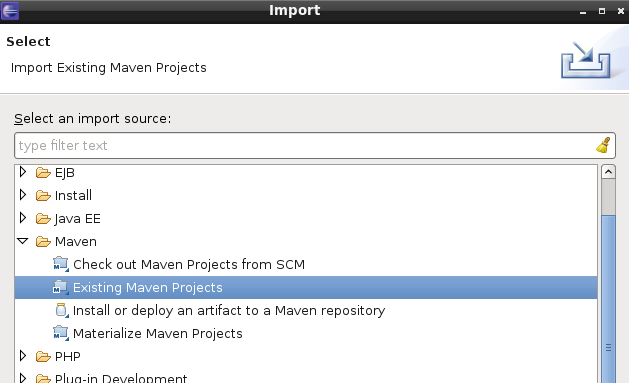 Import
Select
Import Existing Maven Projects
Select an import source:
type filter text
EJB
Install
Java EE
Maven
Check out Maven Projects from SCM
Existing Maven Projects
Install or deploy an artifact to a Maven repository
Materialize Maven Projects
PHP
Plug-in Development